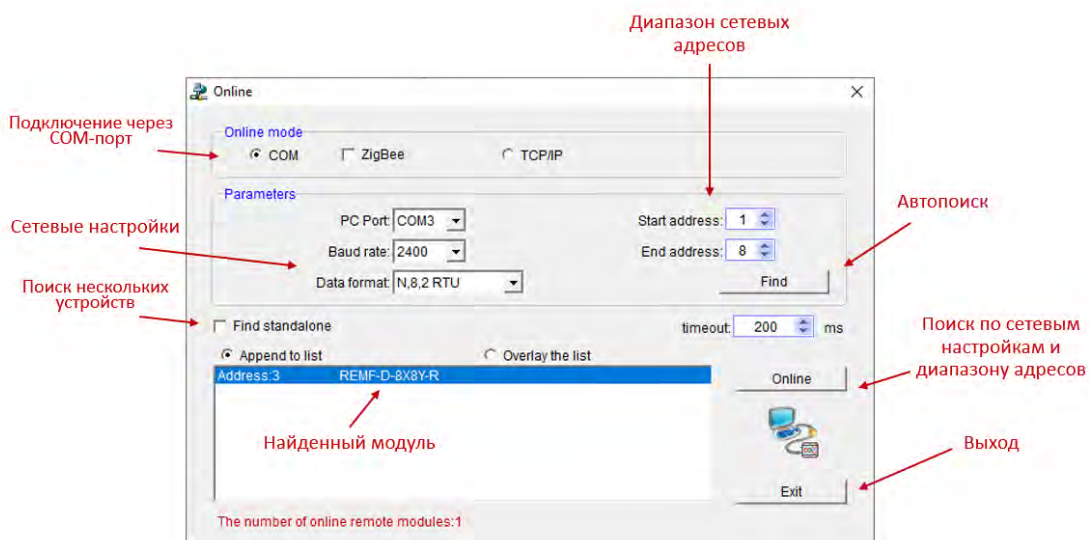 Диапазон сетевых
адресов
Online
Подключение через
COM-порт
Online mode
COM
ZigBee
TCP/IP
Parameters
Сетевые настройки
PC Port: COM3
Start address: 1
Автопоиск
Baud rate: 2400
End address: 8
Data format: N,8,2 RTU
Find
Поиск нескольких
устройств
Find standalone
timeout: 200 ms
Append to list
Overlay the list
Поиск по сетевым
настройкам и
диапазону адресов
Address:3 REMF-D-8X8Y-R
Online
Найденный модуль
Выход
Exit
The number of online remote modules:1